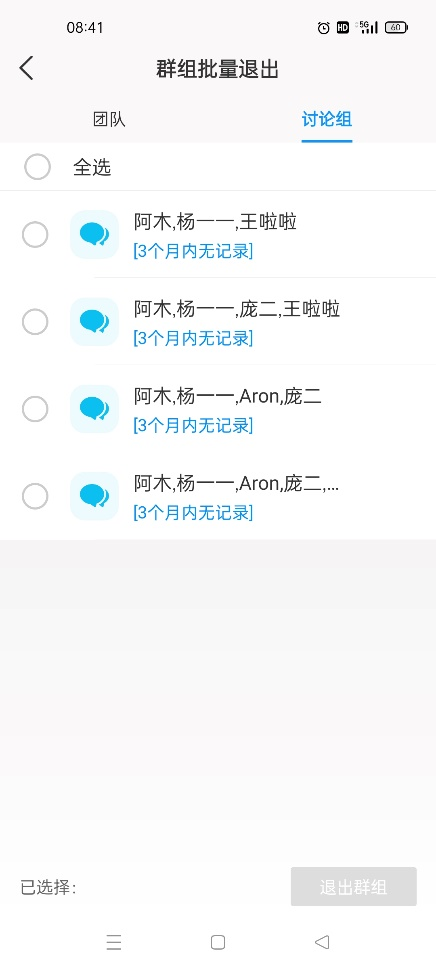 08:41
HD 5G 60
群组批量退出
团队 讨论组
全选
阿木,杨一一,王啦啦
[3个月内无记录]
阿木,杨一一,庞二,王啦啦
[3个月内无记录]
阿木,杨一一,Aron,庞二
[3个月内无记录]
阿木,杨一一,Aron,庞二,...
[3个月内无记录]
已选择:
退出群组